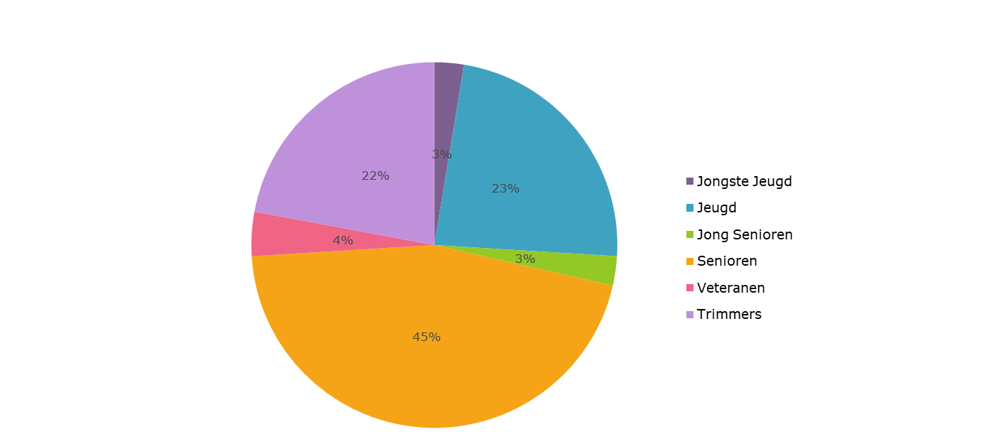 3%
22%
23%
4%
3%
45%
Jongste Jeugd
Jeugd
Jong Senioren
Senioren
Veteranen
Trimmers